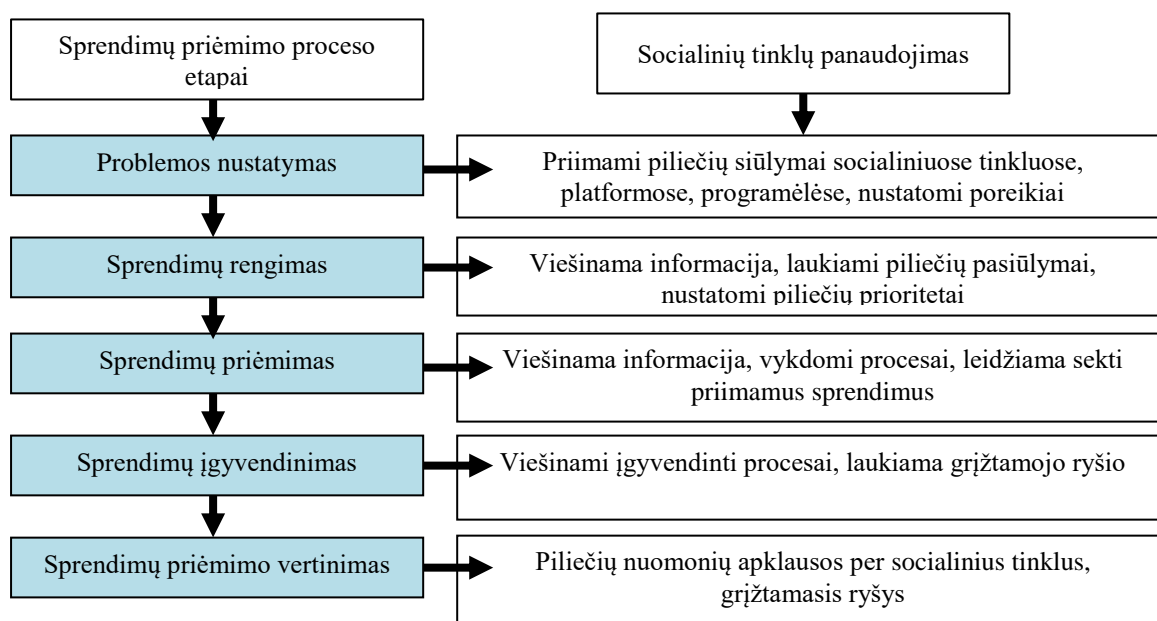 Sprendimų priėmimo proceso
etapai
Socialinių tinklų panaudojimas
Problemos nustatymas
Priimami piliečių siūlymai socialiniuose tinkluose,
platformose, programėlėse, nustatomi poreikiai
Sprendimų rengimas
Viešinama informacija, laukiami piliečių pasiūlymai,
nustatomi piliečių prioritetai
Sprendimų priėmimas
Viešinama informacija, vykdomi procesai, leidžiama sekti
priimamus sprendimus
Sprendimų įgyvendinimas
Viešinami įgyvendinti procesai, laukiama grįžtamojo ryšio
Sprendimų priėmimo vertinimas
Piliečių nuomonių apklausos per socialinius tinklus,
grįžtamasis ryšys